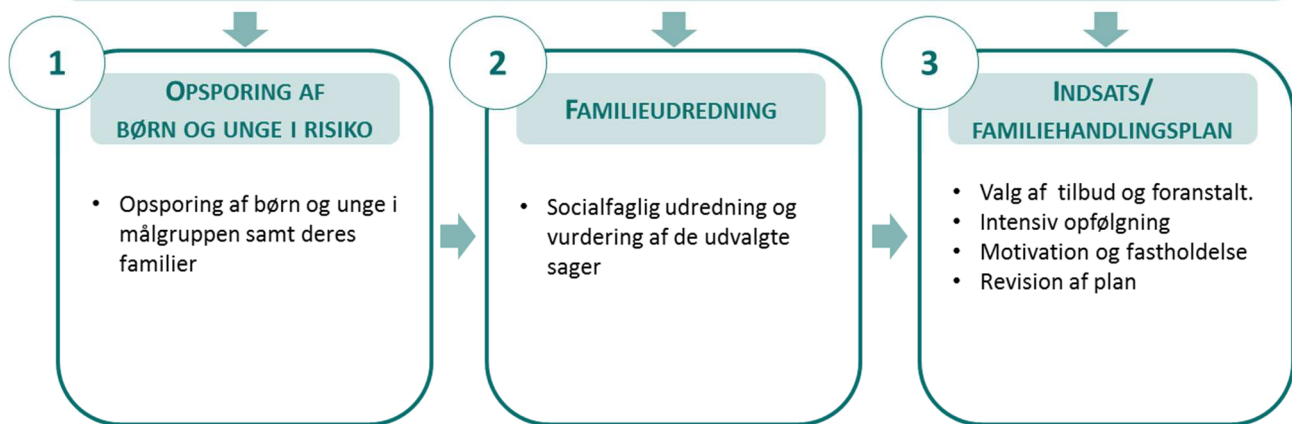 1
OPSPORING AF
BØRN OG UNGE I RISIKO
• Opsporing af børn og unge i
målgruppen samt deres
familier
2
FAMILIEUDREDNING
• Socialfaglig udredning og
vurdering af de udvalgte
sager
3
INDSATS/
FAMILIEHANDLINGSPLAN
• Valg af tilbud og foranstalt.
• Intensiv opfølgning
• Motivation og fastholdelse
• Revision af plan